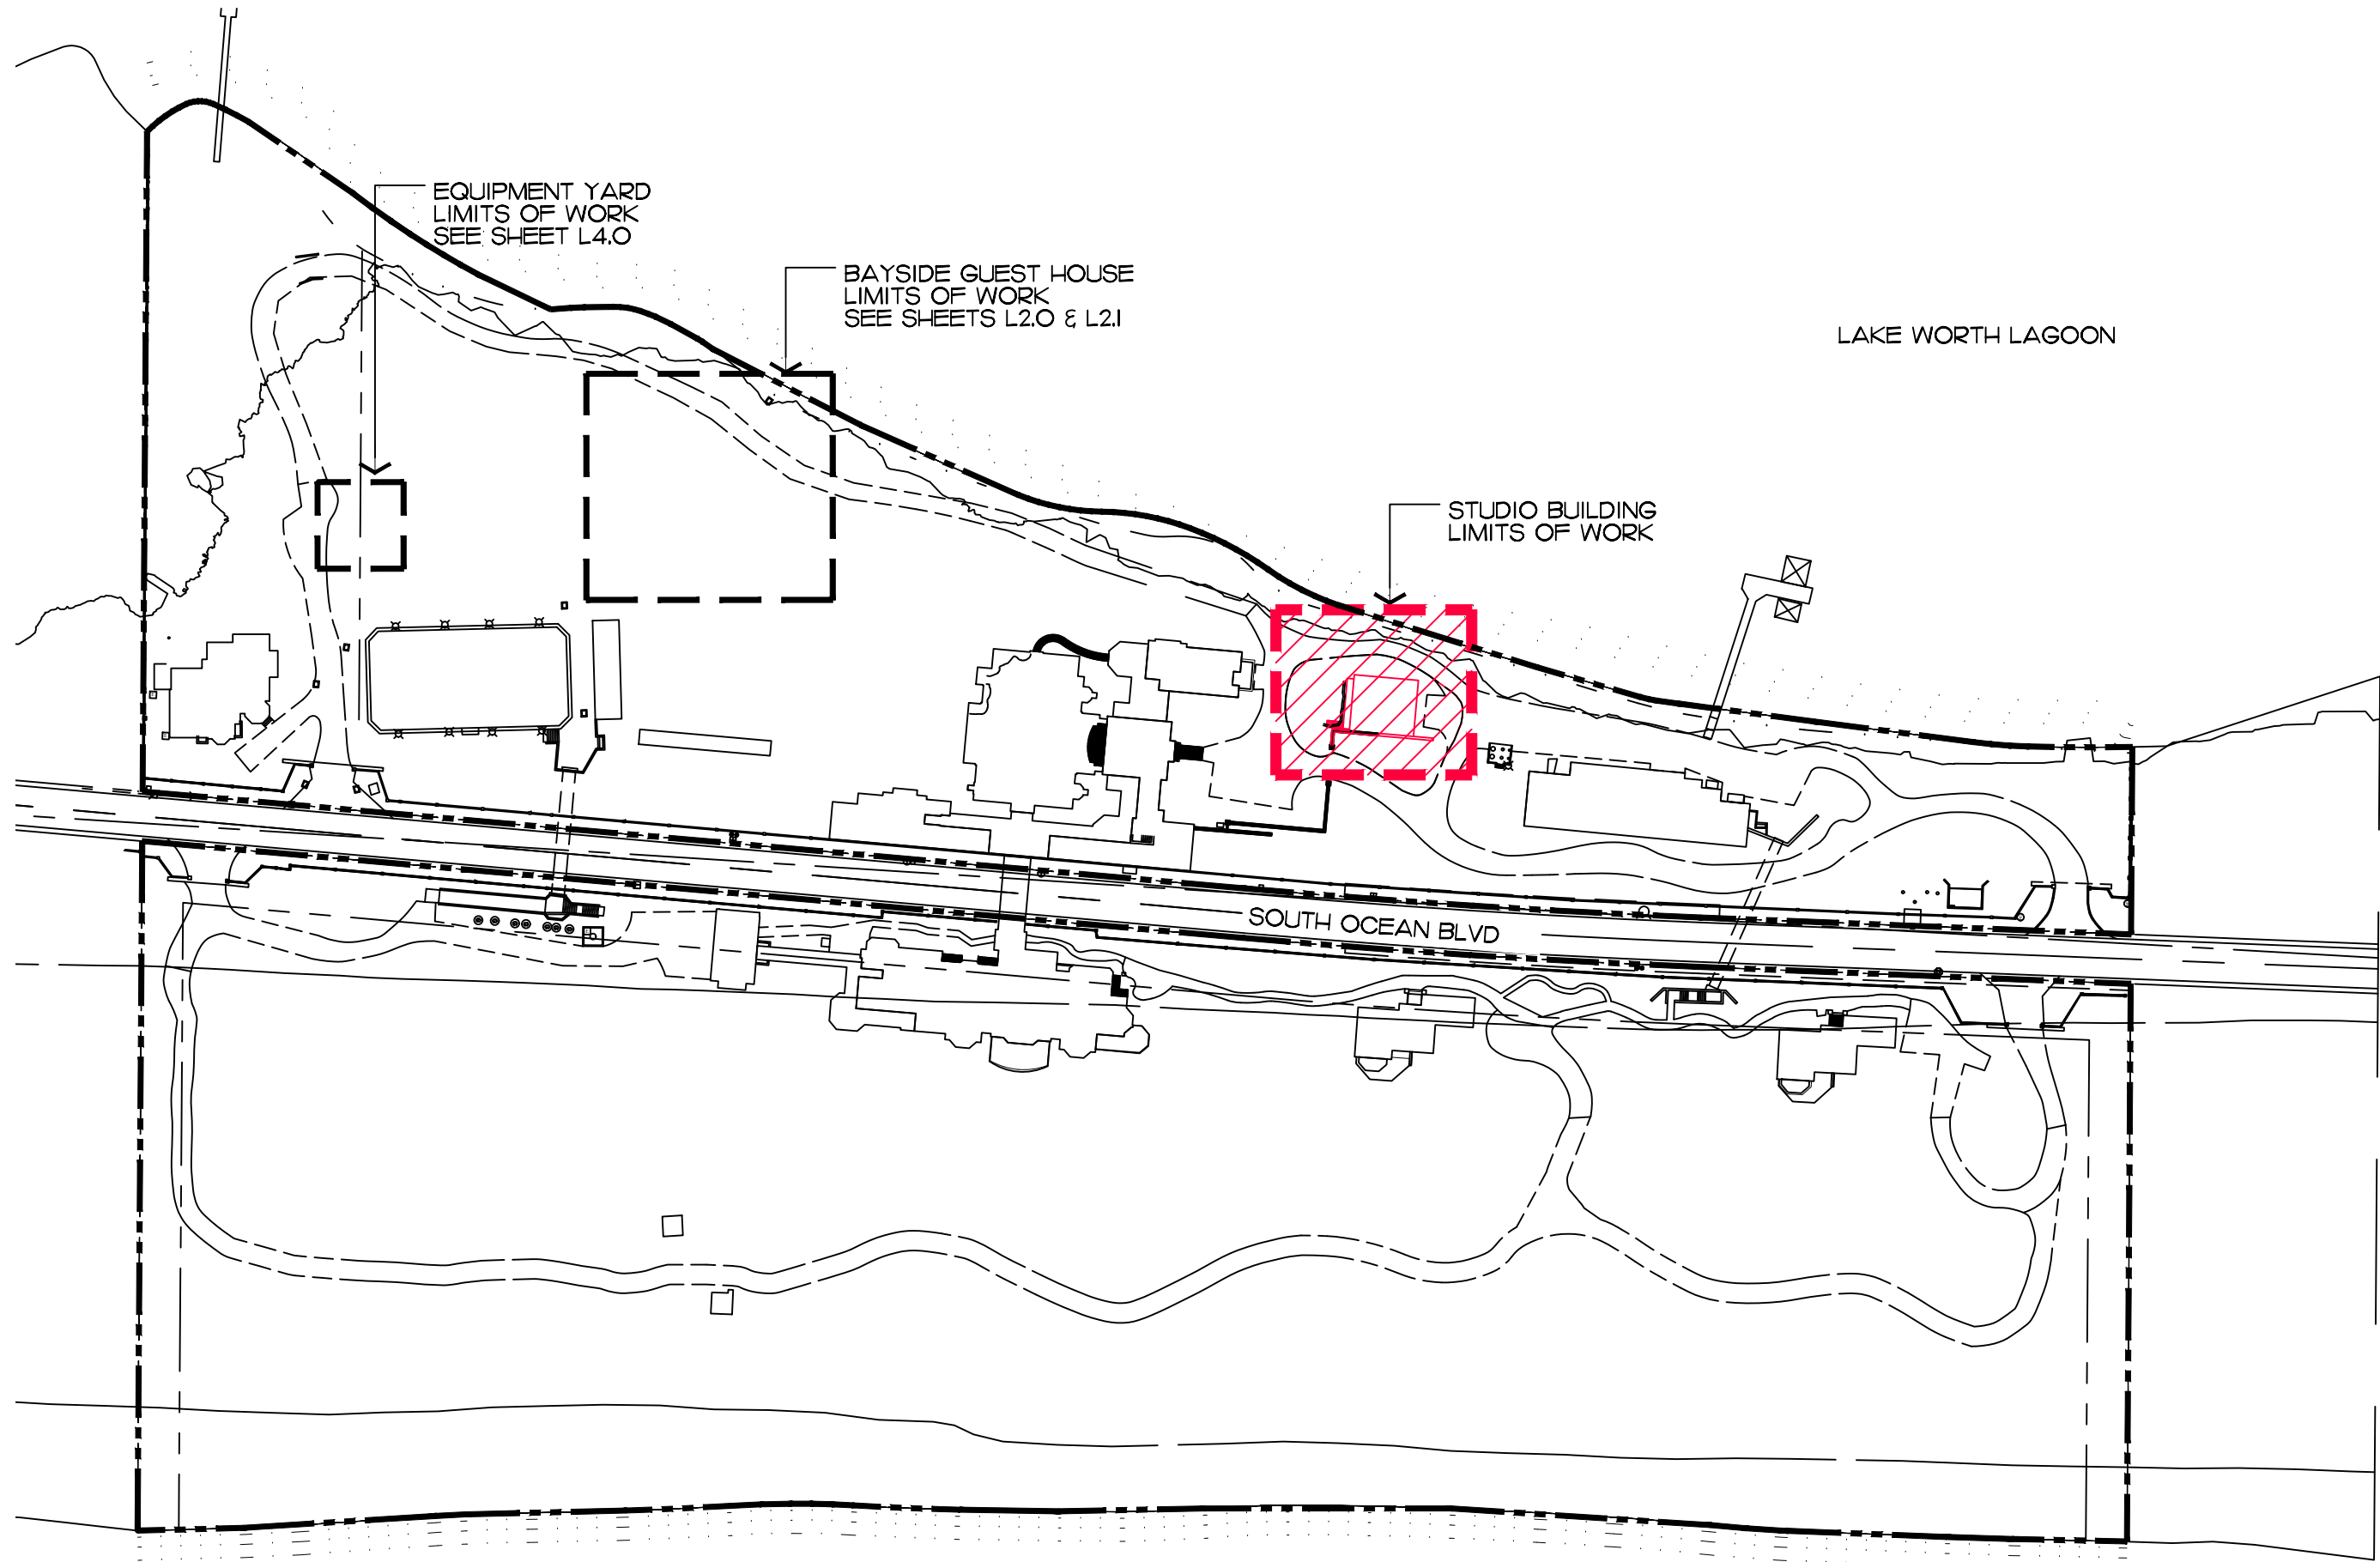 EQUIPMENT YARD
LIMITS OF WORK
SEE SHEET L4.0
BAYSIDE GUEST HOUSE
LIMITS OF WORK
SEE SHEETS L2.0 & L2.1
LAKE WORTH LAGOON
STUDIO BUILDING
LIMITS OF WORK
SOUTH OCEAN BLVD